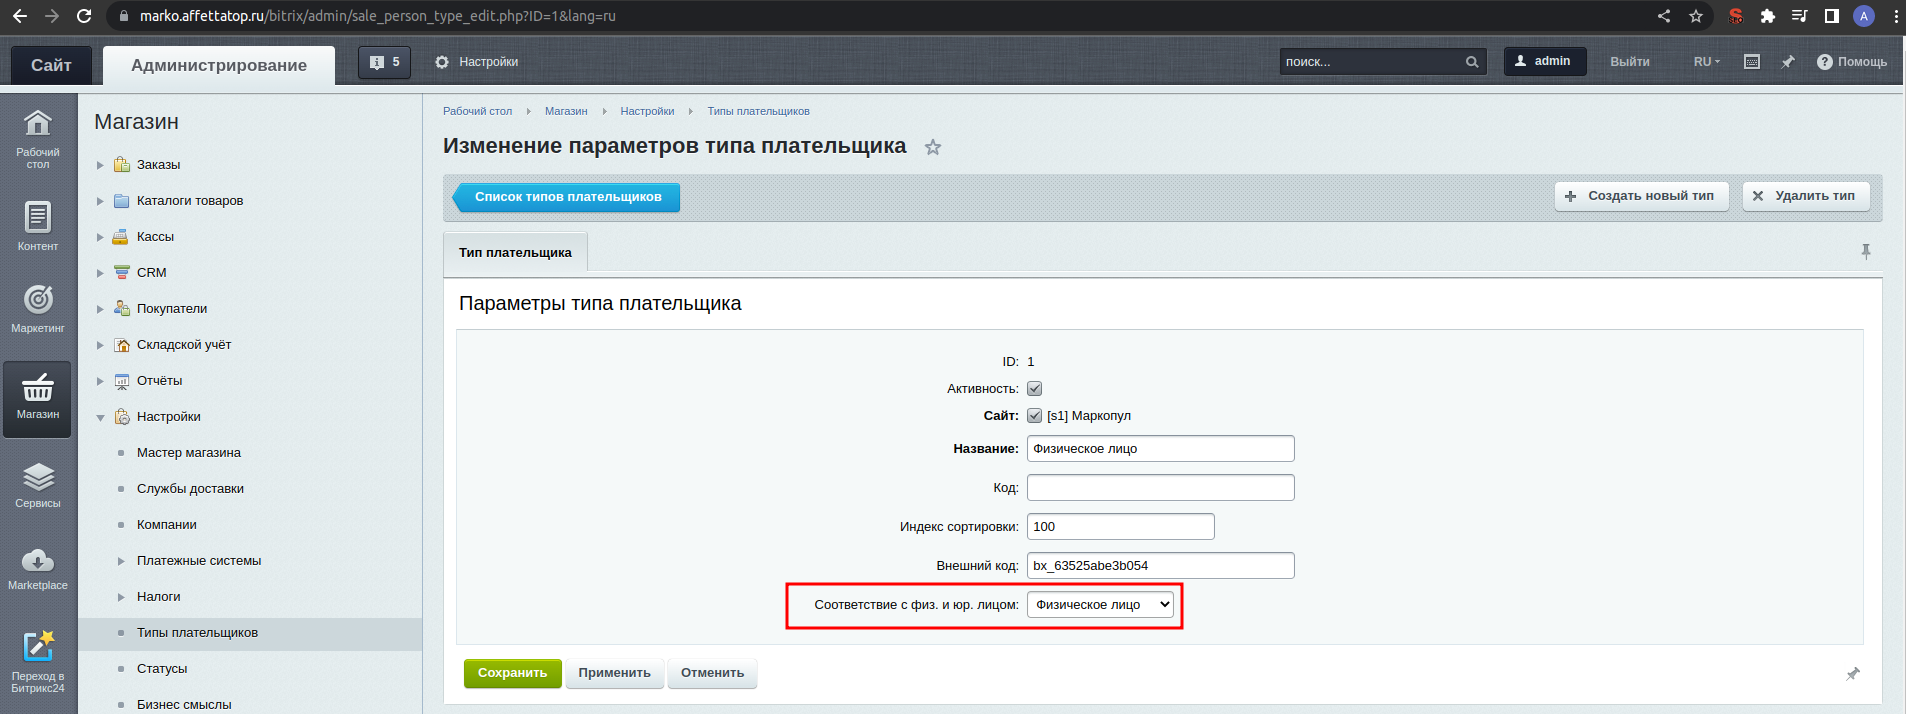 marko.affettatop.ru/bitrix/admin/sale_person_type_edit.php?ID=1&lang=ru
A
Сайт
Администрирование
5
Настройки
поиск...
admin
Выйти
RU
Помощь
Рабочий стол
Контент
Маркетинг
Магазин
Сервисы
Marketplace
Переход в Битрикс24
Магазин
Заказы
Каталоги товаров
Кассы
CRM
Покупатели
Складской учёт
Отчёты
Настройки
Мастер магазина
Службы доставки
Компании
Платежные системы
Налоги
Типы плательщиков
Статусы
Бизнес смыслы
Рабочий стол
Магазин
Настройки
Типы плательщиков
Изменение параметров типа плательщика
Список типов плательщиков
Создать новый тип
Удалить тип
Тип плательщика
Параметры типа плательщика
ID: 1
Активность:
Сайт: [s1] Маркопул
Название: Физическое лицо
Код:
Индекс сортировки: 100
Внешний код: bx_63525abe3b054
Соответствие с физ. и юр. лицом: Физическое лицо
Сохранить
Применить
Отменить